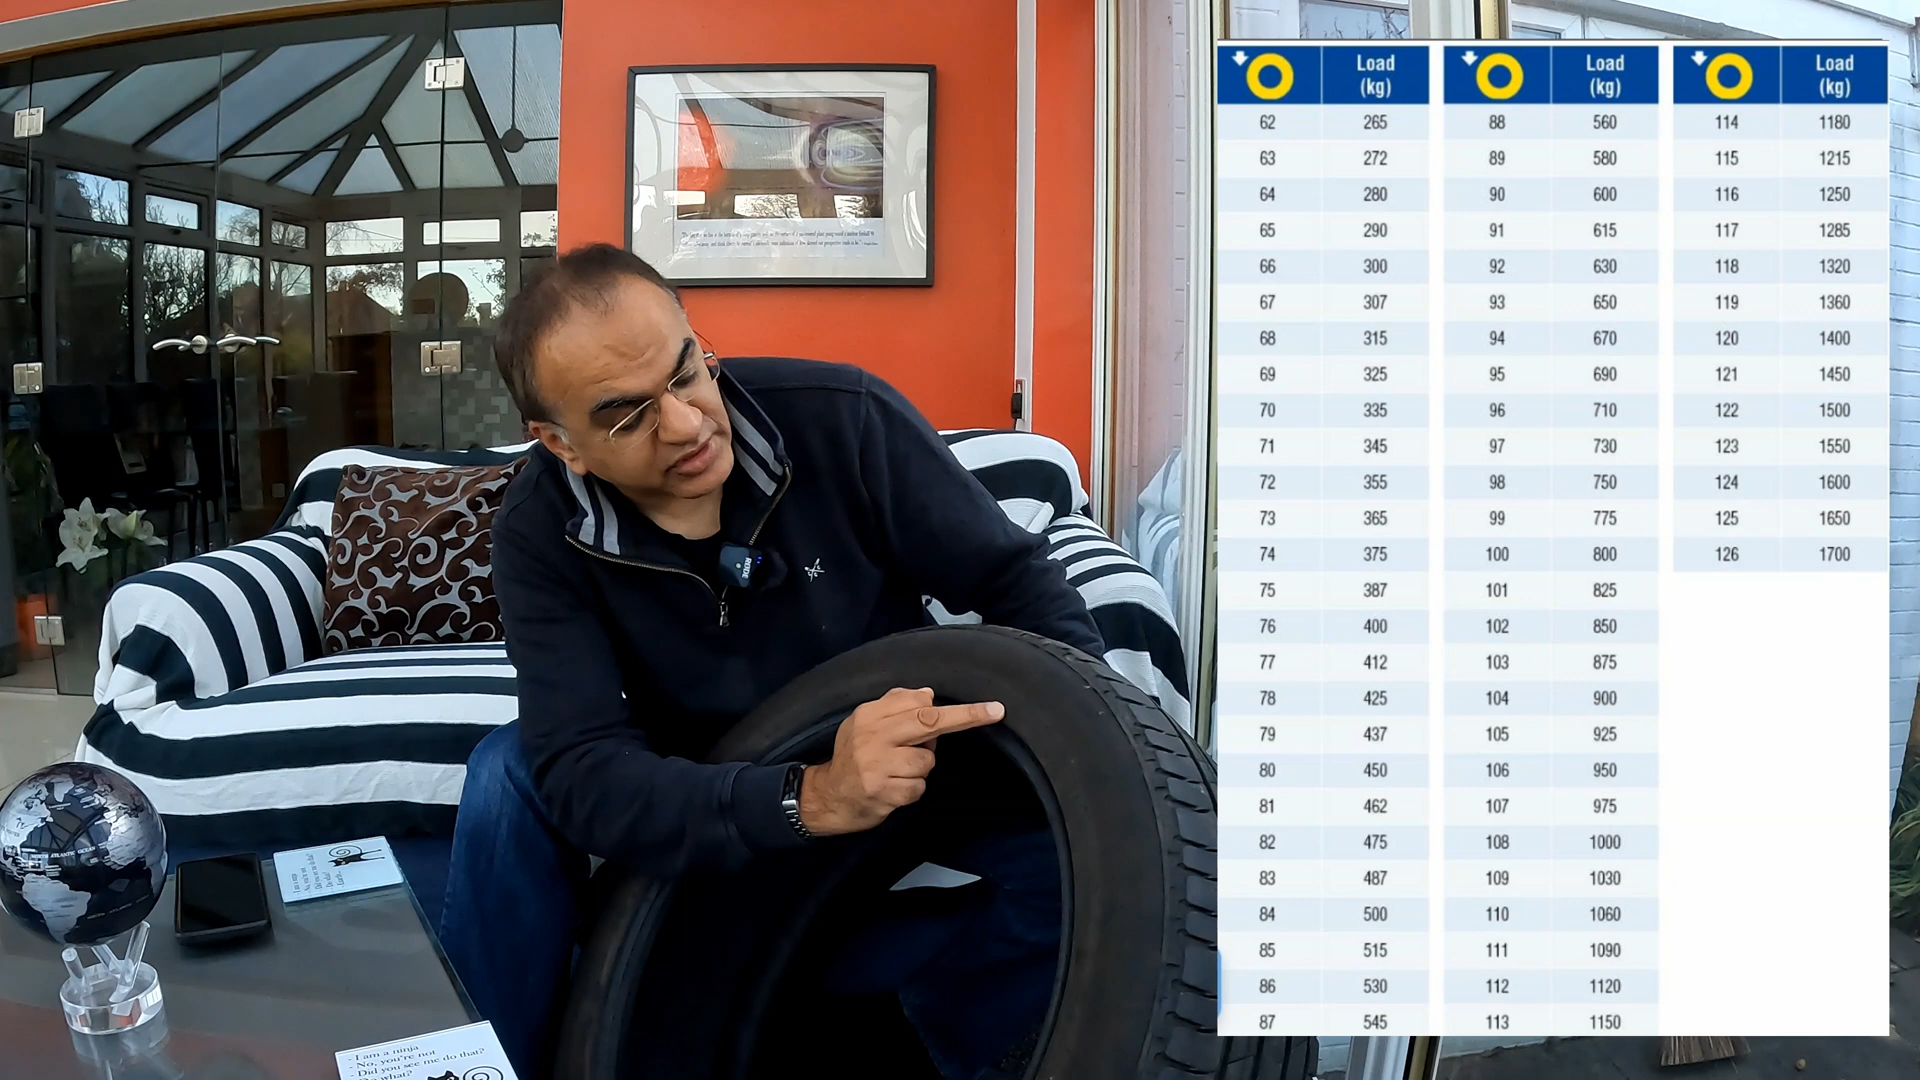 Load (kg) Load (kg) Load (kg)
62 265 88 560 114 1180
63 272 89 580 115 1215
64 280 90 600 116 1250
65 290 91 615 117 1285
66 300 92 630 118 1320
67 307 93 650 119 1360
68 315 94 670 120 1400
69 325 95 690 121 1450
70 335 96 710 122 1500
71 345 97 730 123 1550
72 355 98 750 124 1600
73 365 99 775 125 1650
74 375 100 800 126 1700
75 387 101 825
76 400 102 850
77 412 103 875
78 425 104 900
79 437 105 925
80 450 106 950
81 462 107 975
82 475 108 1000
83 487 109 1030
84 500 110 1060
85 515 111 1090
86 530 112 1120
87 545 113 1150
RODE
NORTH ATLANTIC OCEAN
- I am a ninja
- No, you're not
- Did you see me do that?
what?